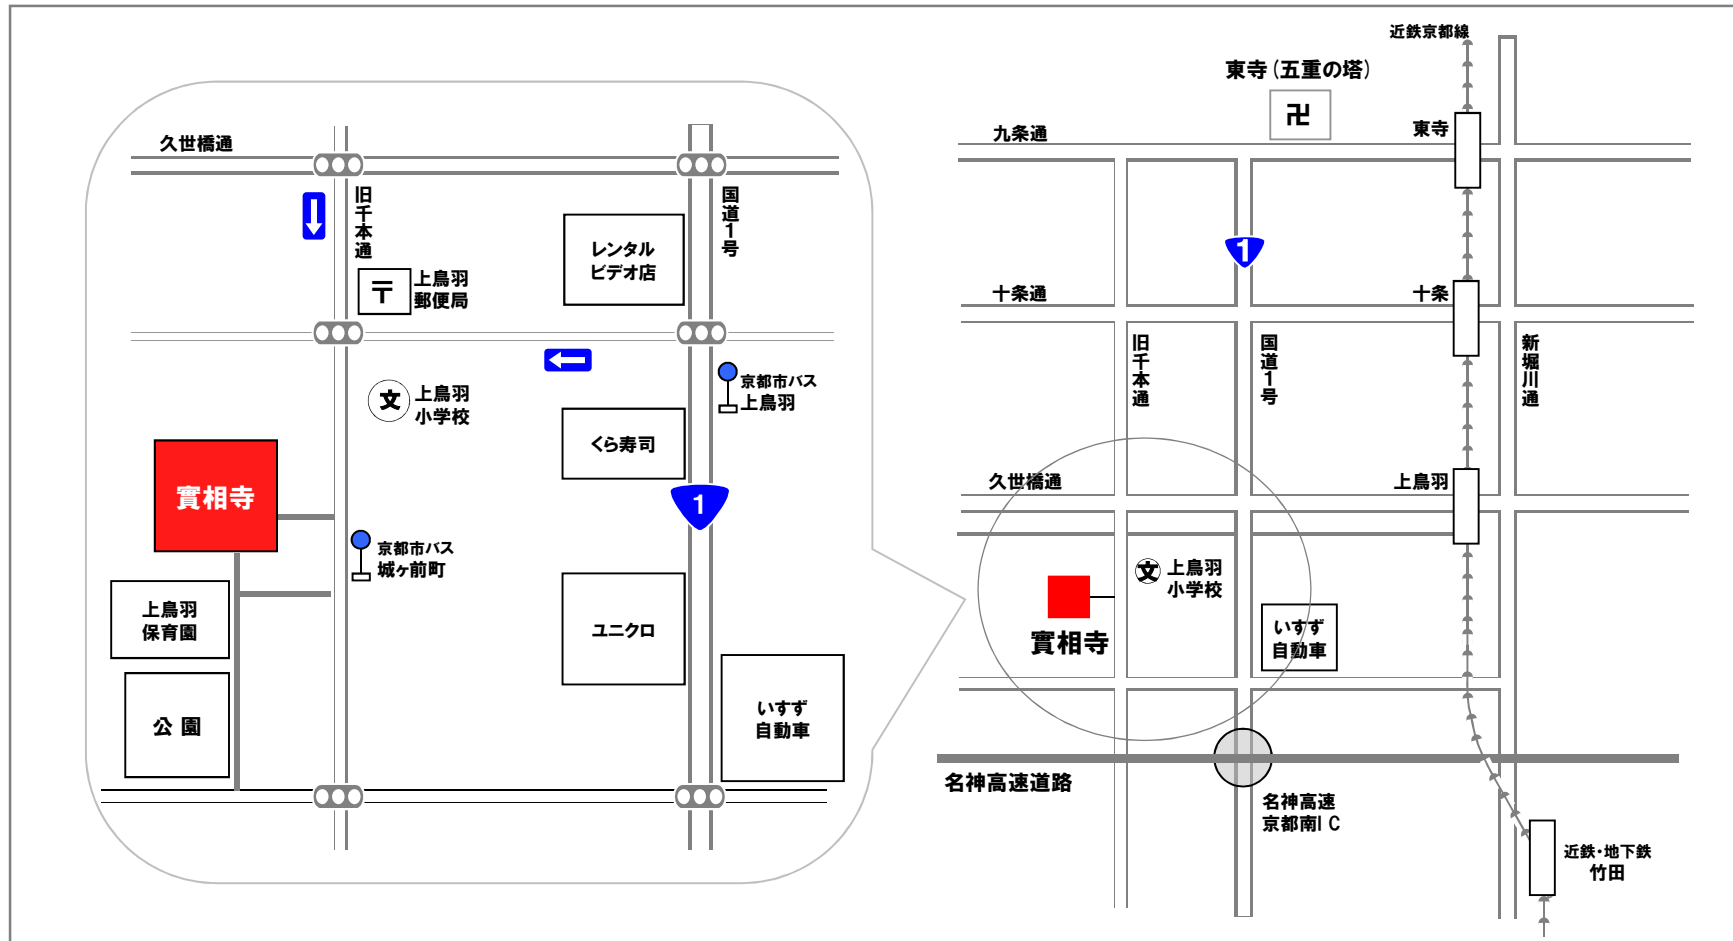 久世橋通
旧千本通
国道1号
レンタル
ビデオ店
〒
上鳥羽
郵便局
文
上鳥羽
小学校
京都市バス
上鳥羽
くら寿司
實相寺
1
京都市バス
城ヶ前町
上鳥羽
保育園
ユニクロ
公園
いすず
自動車
近鉄京都線
東寺(五重の塔)
卍
九条通
東寺
1
十条通
十条
旧千本通
国道1号
新堀川通
久世橋通
上鳥羽
文
上鳥羽
小学校
實相寺
いすず
自動車
名神高速道路
名神高速
京都南IC
近鉄・地下鉄
竹田